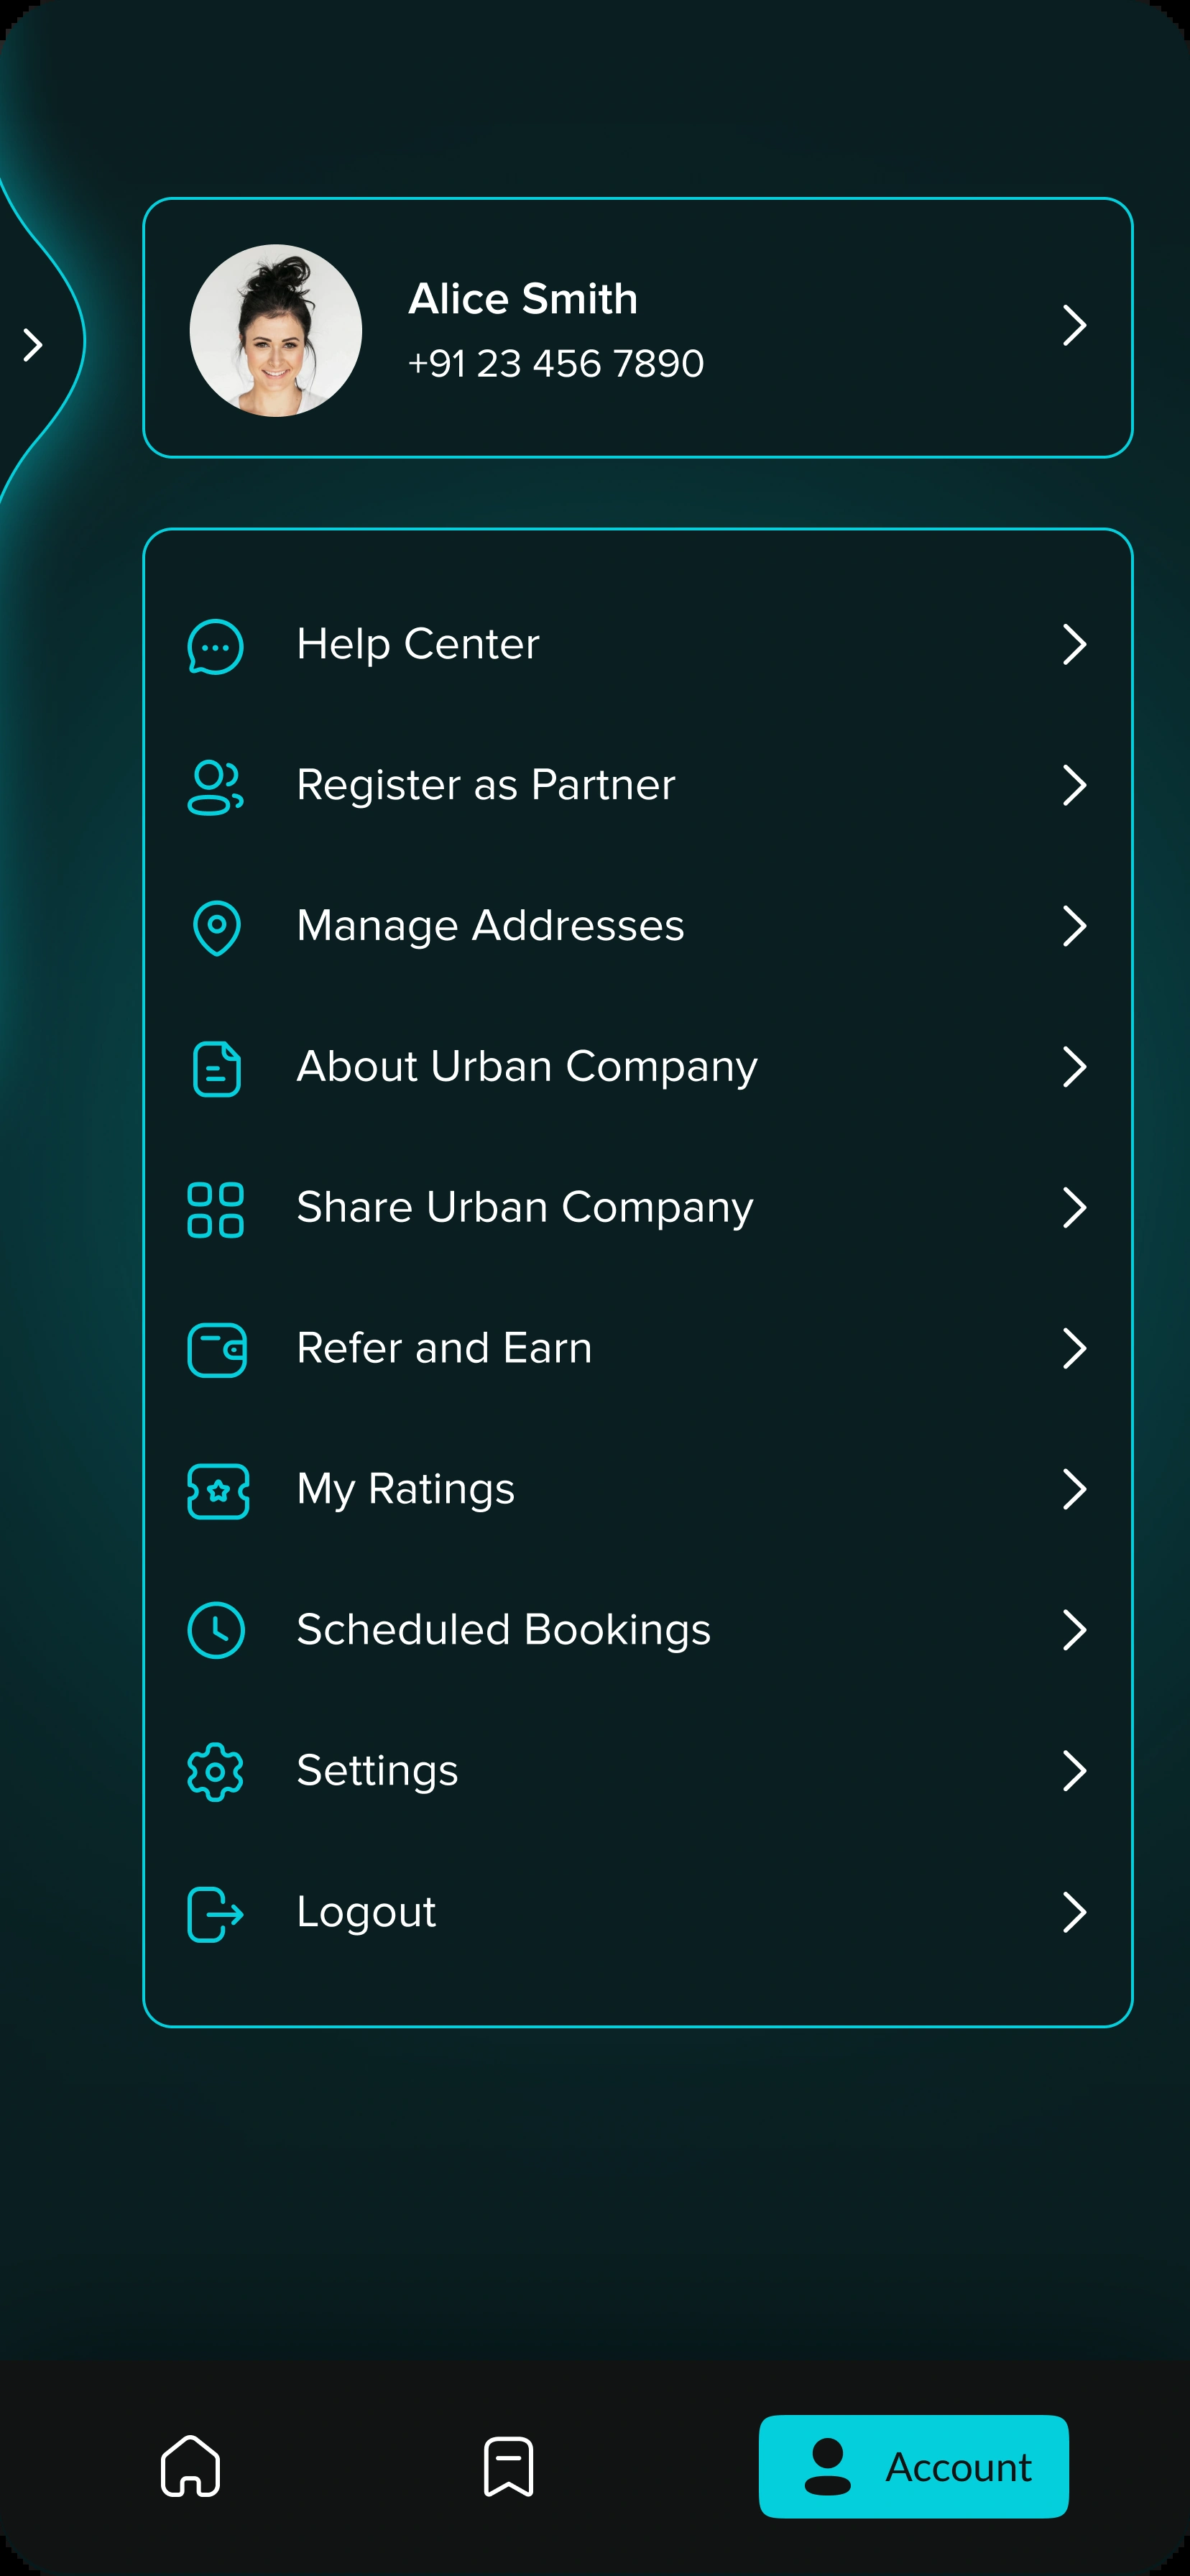 Alice Smith
+91 23 456 7890
Help Center
Register as Partner
Manage Addresses
About Urban Company
Share Urban Company
Refer and Earn
My Ratings
Scheduled Bookings
Settings
Logout
Account